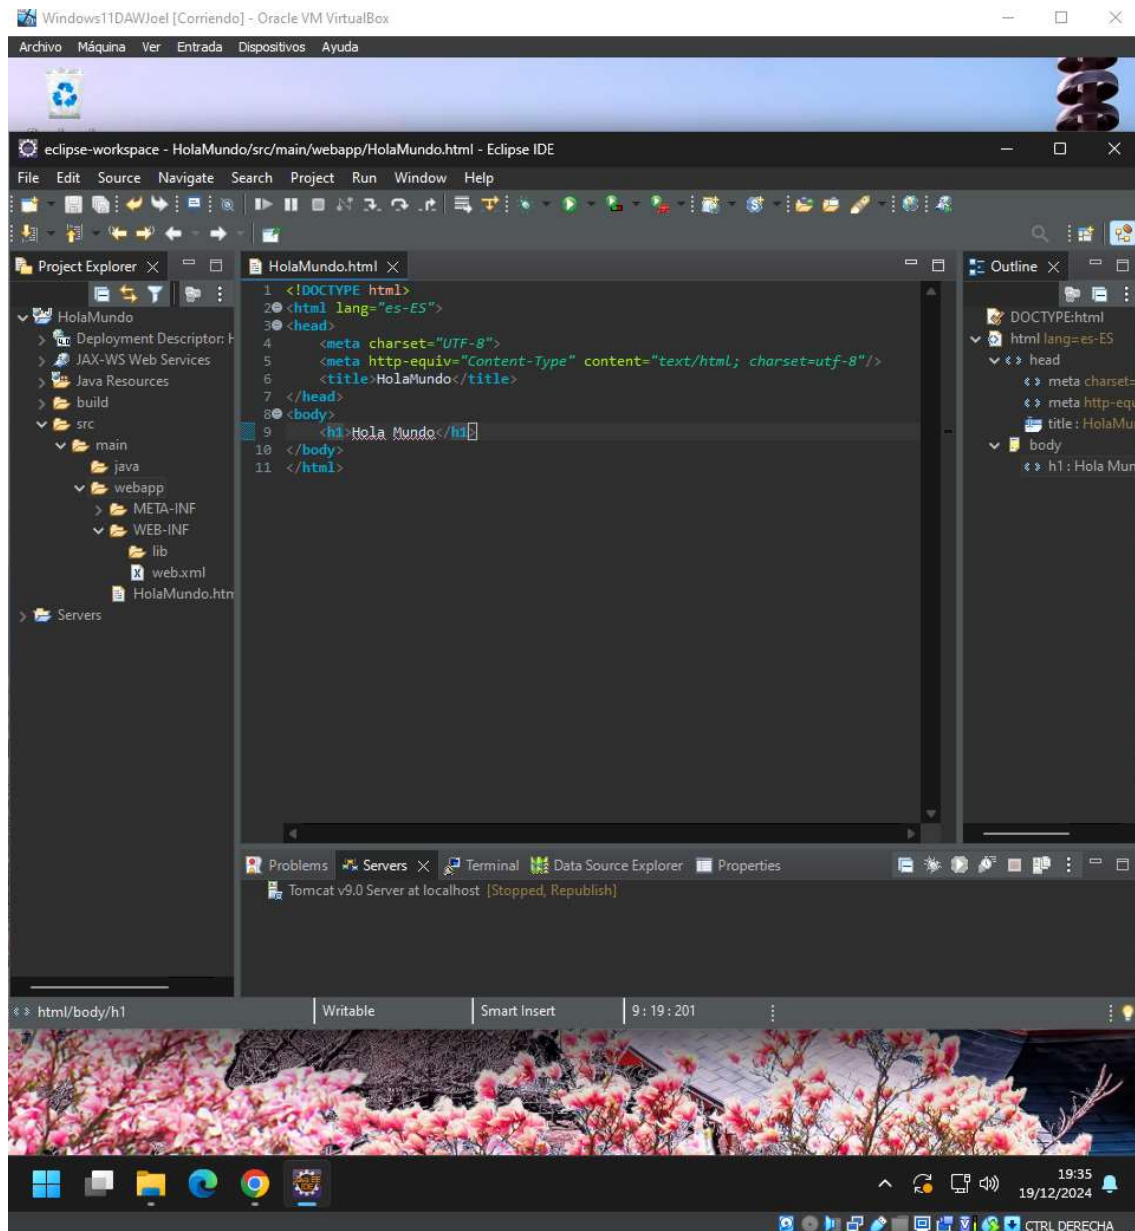 Windows11DAWJoel [Corriendo] - Oracle VM VirtualBox
Archivo Máquina Ver Entrada Dispositivos Ayuda
eclipse-workspace - HolaMundo/src/main/webapp/HolaMundo.html - Eclipse IDE
File Edit Source Navigate Search Project Run Window Help
Project Explorer
HolaMundo
Deployment Descriptor: H
JAX-WS Web Services
Java Resources
build
src
main
java
webapp
META-INF
WEB-INF
lib
web.xml
HolaMundo.htm
Servers
HolaMundo.html
1 <!DOCTYPE html>
2 <html lang="es-ES">
3 <head>
4 <meta charset="UTF-8">
5 <meta http-equiv="Content-Type" content="text/html; charset=utf-8"/>
6 <title>HolaMundo</title>
7 </head>
8 <body>
9 <h1>Hola Mundo</h1>
10 </body>
11 </html>
Outline
DOCTYPE:html
html lang=es-ES
head
meta charset=
meta http-equ
title : HolaMu
body
h1 : Hola Mun
Problems Servers Terminal Data Source Explorer Properties
Tomcat v9.0 Server at localhost [Stopped, Republish]
html/body/h1 Writable Smart Insert 9 : 19 : 201
19:35
19/12/2024
CTRL DERECHA